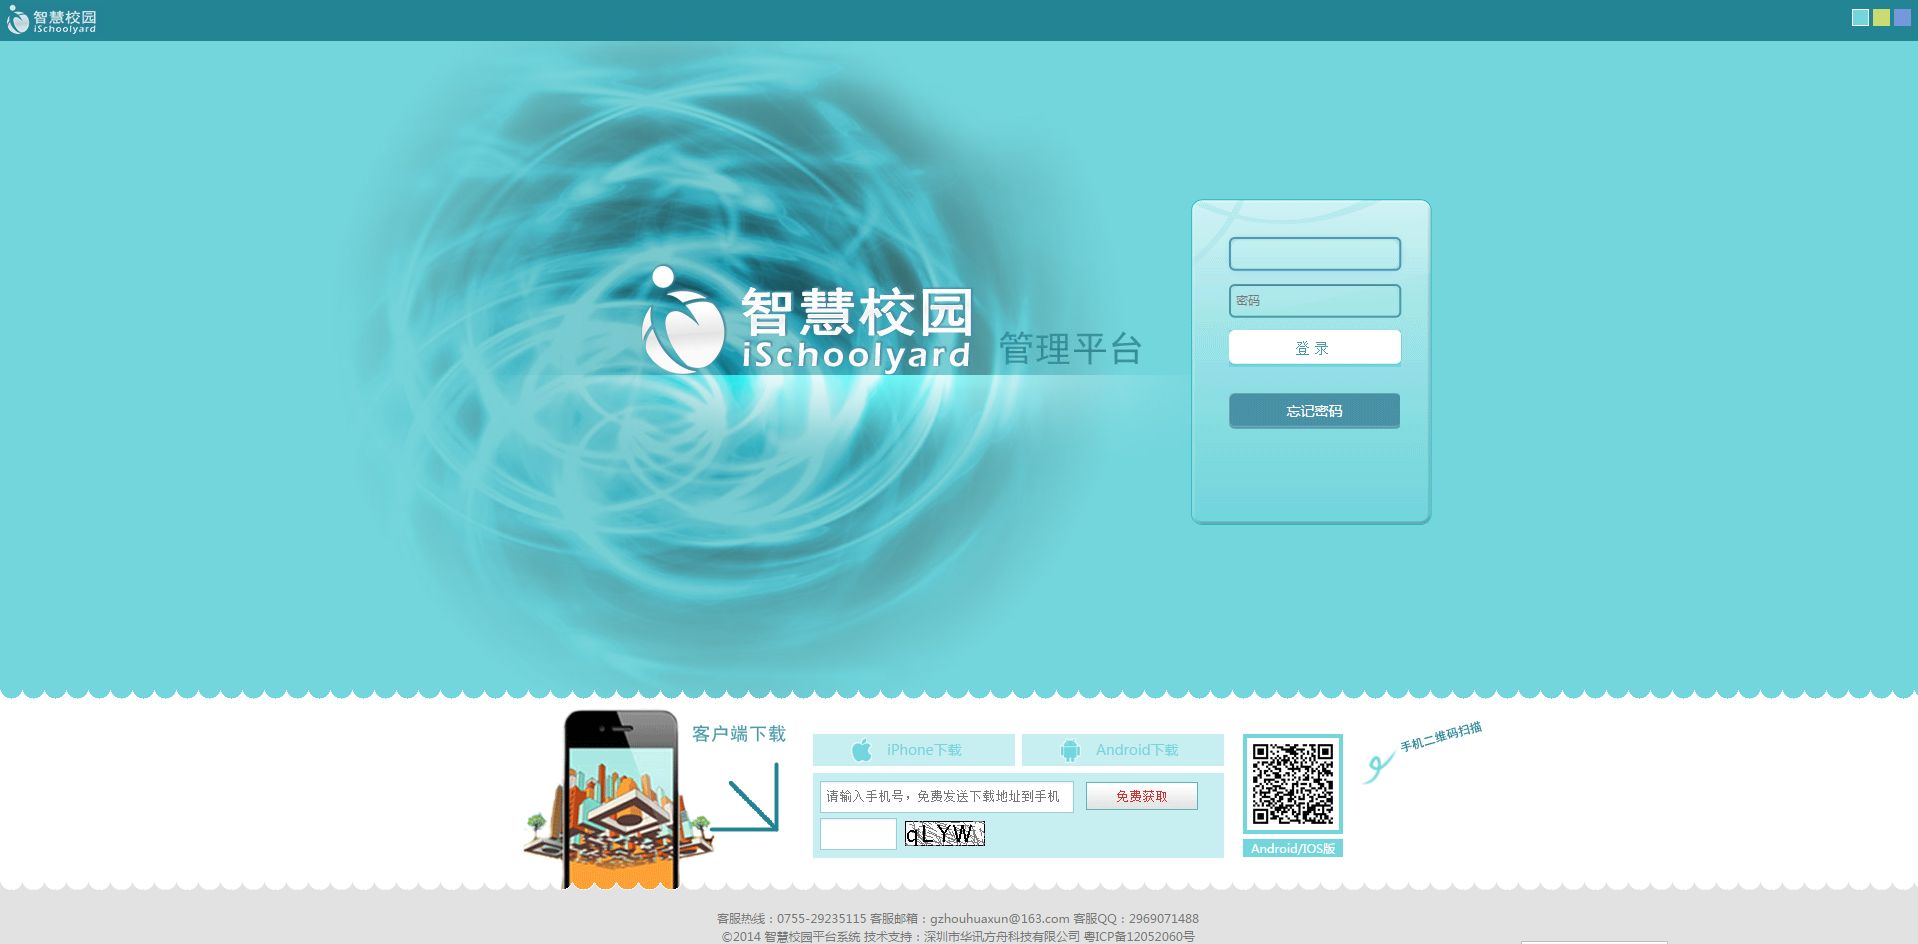 智慧校园
iSchoolyard
智慧校园
iSchoolyard
管理平台
密码
登 录
忘记密码
客户端下载
iPhone下载
Android下载
请输入手机号，免费发送下载地址到手机
免费获取
qLYW
手机二维码扫描
Android/IOS版
客服热线：0755-29235115 客服邮箱：gzhouhuaxun@163.com 客服QQ：2969071488
©2014 智慧校园平台系统 技术支持：深圳市华讯方舟科技有限公司 粤ICP备12052060号